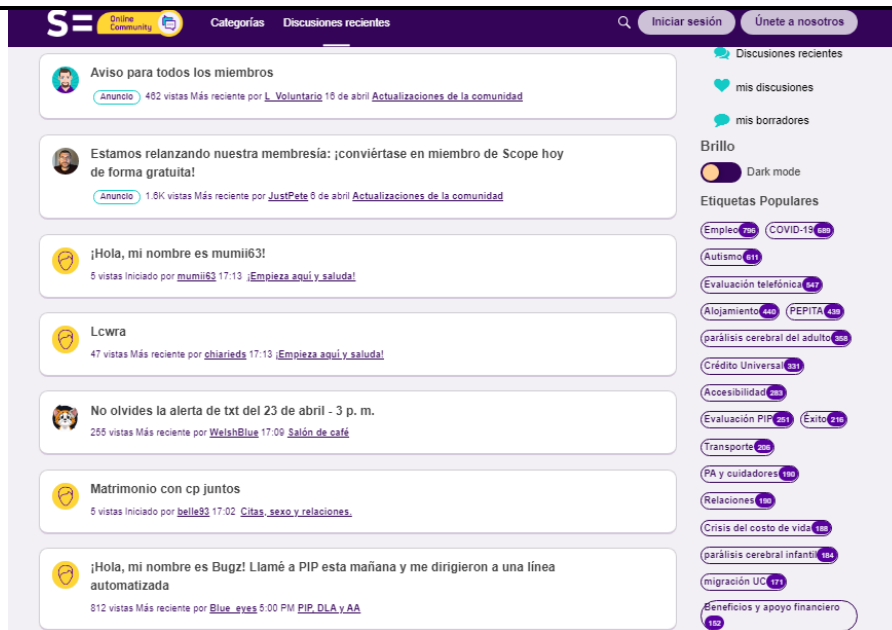 S= Online Community Categorías Discusiones recientes Iniciar sesión Únete a nosotros
Aviso para todos los miembros
Anuncio 462 vistas Más reciente por L_Voluntario 16 de abril Actualizaciones de la comunidad
Estamos relanzando nuestra membresía: ¡conviértase en miembro de Scope hoy
de forma gratuita!
Anuncio 1.6K vistas Más reciente por JustPete 6 de abril Actualizaciones de la comunidad
¡Hola, mi nombre es mumii63!
5 vistas Iniciado por mumii63 17:13 ¡Empieza aquí y saluda!
Lcwra
47 vistas Más reciente por chiarieds 17:13 ¡Empieza aquí y saluda!
No olvides la alerta de txt del 23 de abril - 3 p. m.
255 vistas Más reciente por WelshBlue 17:09 Salón de café
Matrimonio con cp juntos
5 vistas Iniciado por belle93 17:02 Citas, sexo y relaciones.
¡Hola, mi nombre es Bugz! Llamé a PIP esta mañana y me dirigieron a una línea
automatizada
812 vistas Más reciente por Blue_eyes 5:00 PM PIP, DLA y AA
Discusiones recientes
mis discusiones
mis borradores
Brillo
Dark mode
Etiquetas Populares
Empleo 796 COVID-19 689
Autismo 611
Evaluación telefónica 547
Alojamiento 440 PEPITA 439
parálisis cerebral del adulto 358
Crédito Universal 331
Accesibilidad 283
Evaluación PIP 251 Éxito 216
Transporte 206
PA y cuidadores 190
Relaciones 190
Crisis del costo de vida 188
parálisis cerebral infantil 184
migración UC 171
Beneficios y apoyo financiero
152